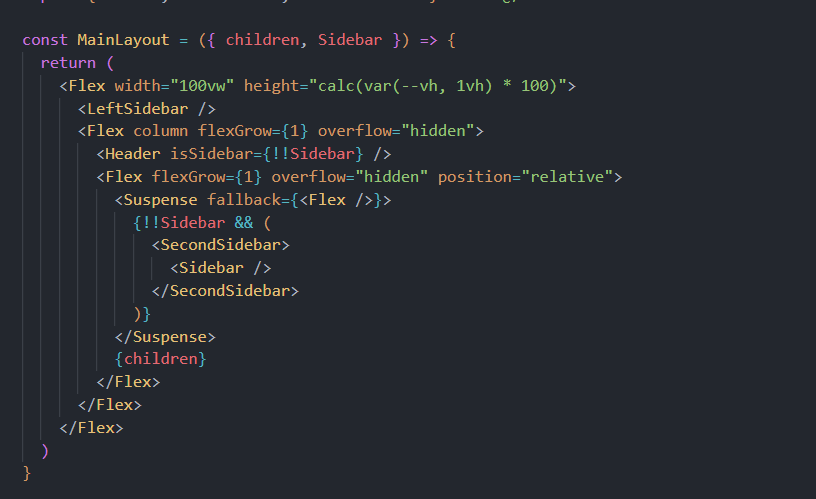 const MainLayout = ({ children, Sidebar }) => {
return (
<Flex width="100vw" height="calc(var(--vh, 1vh) * 100)">
<LeftSidebar />
<Flex column flexGrow={1} overflow="hidden">
<Header isSidebar={!!Sidebar} />
<Flex flexGrow={1} overflow="hidden" position="relative">
<Suspense fallback={<Flex />}>
{!!Sidebar && (
<SecondSidebar>
<Sidebar />
</SecondSidebar>
)}
</Suspense>
{children}
</Flex>
</Flex>
</Flex>
)
}